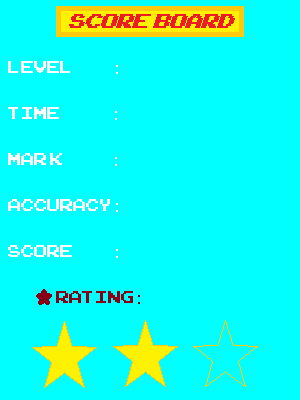 SCORE BOARD
LEVEL :
TIME :
MARK :
ACCURACY:
SCORE :
RATING: